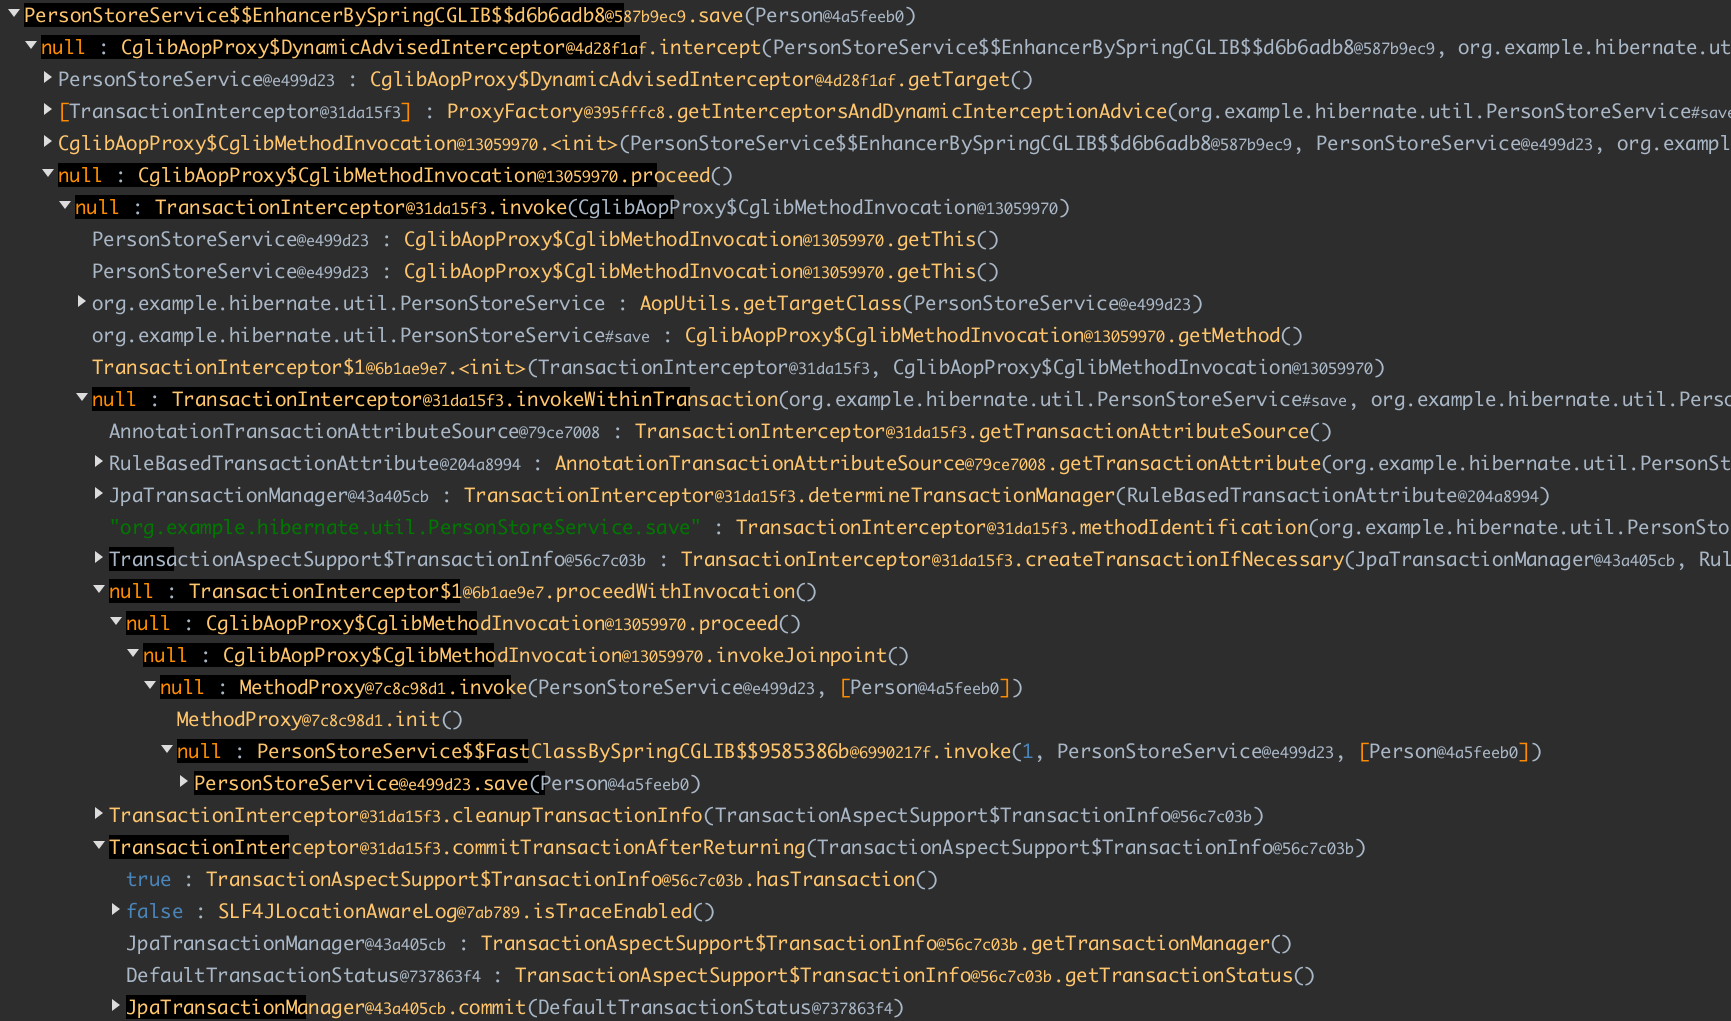 PersonStoreService$$EnhancerBySpringCGLIB$$d6b6adb8@587b9ec9.save(Person@4a5feeb0)
null : CglibAopProxy$DynamicAdvisedInterceptor@4d28f1af.intercept(PersonStoreService$$EnhancerBySpringCGLIB$$d6b6adb8@587b9ec9, org.example.hibernate.ut
PersonStoreService@e499d23 : CglibAopProxy$DynamicAdvisedInterceptor@4d28f1af.getTarget()
[TransactionInterceptor@31da15f3] : ProxyFactory@395fffc8.getInterceptorsAndDynamicInterceptionAdvice(org.example.hibernate.util.PersonStoreService#save
CglibAopProxy$CglibMethodInvocation@13059970.<init>(PersonStoreService$$EnhancerBySpringCGLIB$$d6b6adb8@587b9ec9, PersonStoreService@e499d23, org.exampl
null : CglibAopProxy$CglibMethodInvocation@13059970.proceed()
null : TransactionInterceptor@31da15f3.invoke(CglibAopProxy$CglibMethodInvocation@13059970)
PersonStoreService@e499d23 : CglibAopProxy$CglibMethodInvocation@13059970.getThis()
PersonStoreService@e499d23 : CglibAopProxy$CglibMethodInvocation@13059970.getThis()
org.example.hibernate.util.PersonStoreService : AopUtils.getTargetClass(PersonStoreService@e499d23)
org.example.hibernate.util.PersonStoreService#save : CglibAopProxy$CglibMethodInvocation@13059970.getMethod()
TransactionInterceptor$1@6b1ae9e7.<init>(TransactionInterceptor@31da15f3, CglibAopProxy$CglibMethodInvocation@13059970)
null : TransactionInterceptor@31da15f3.invokeWithinTransaction(org.example.hibernate.util.PersonStoreService#save, org.example.hibernate.util.Perso
AnnotationTransactionAttributeSource@79ce7008 : TransactionInterceptor@31da15f3.getTransactionAttributeSource()
RuleBasedTransactionAttribute@204a8994 : AnnotationTransactionAttributeSource@79ce7008.getTransactionAttribute(org.example.hibernate.util.PersonSt
JpaTransactionManager@43a405cb : TransactionInterceptor@31da15f3.determineTransactionManager(RuleBasedTransactionAttribute@204a8994)
"org.example.hibernate.util.PersonStoreService.save" : TransactionInterceptor@31da15f3.methodIdentification(org.example.hibernate.util.PersonSto
TransactionAspectSupport$TransactionInfo@56c7c03b : TransactionInterceptor@31da15f3.createTransactionIfNecessary(JpaTransactionManager@43a405cb, Rul
null : TransactionInterceptor$1@6b1ae9e7.proceedWithInvocation()
null : CglibAopProxy$CglibMethodInvocation@13059970.proceed()
null : CglibAopProxy$CglibMethodInvocation@13059970.invokeJoinpoint()
null : MethodProxy@7c8c98d1.invoke(PersonStoreService@e499d23, [Person@4a5feeb0])
MethodProxy@7c8c98d1.init()
null : PersonStoreService$$FastClassBySpringCGLIB$$9585386b@6990217f.invoke(1, PersonStoreService@e499d23, [Person@4a5feeb0])
PersonStoreService@e499d23.save(Person@4a5feeb0)
TransactionInterceptor@31da15f3.cleanupTransactionInfo(TransactionAspectSupport$TransactionInfo@56c7c03b)
TransactionInterceptor@31da15f3.commitTransactionAfterReturning(TransactionAspectSupport$TransactionInfo@56c7c03b)
true : TransactionAspectSupport$TransactionInfo@56c7c03b.hasTransaction()
false : SLF4JLocationAwareLog@7ab789.isTraceEnabled()
JpaTransactionManager@43a405cb : TransactionAspectSupport$TransactionInfo@56c7c03b.getTransactionManager()
DefaultTransactionStatus@737863f4 : TransactionAspectSupport$TransactionInfo@56c7c03b.getTransactionStatus()
JpaTransactionManager@43a405cb.commit(DefaultTransactionStatus@737863f4)